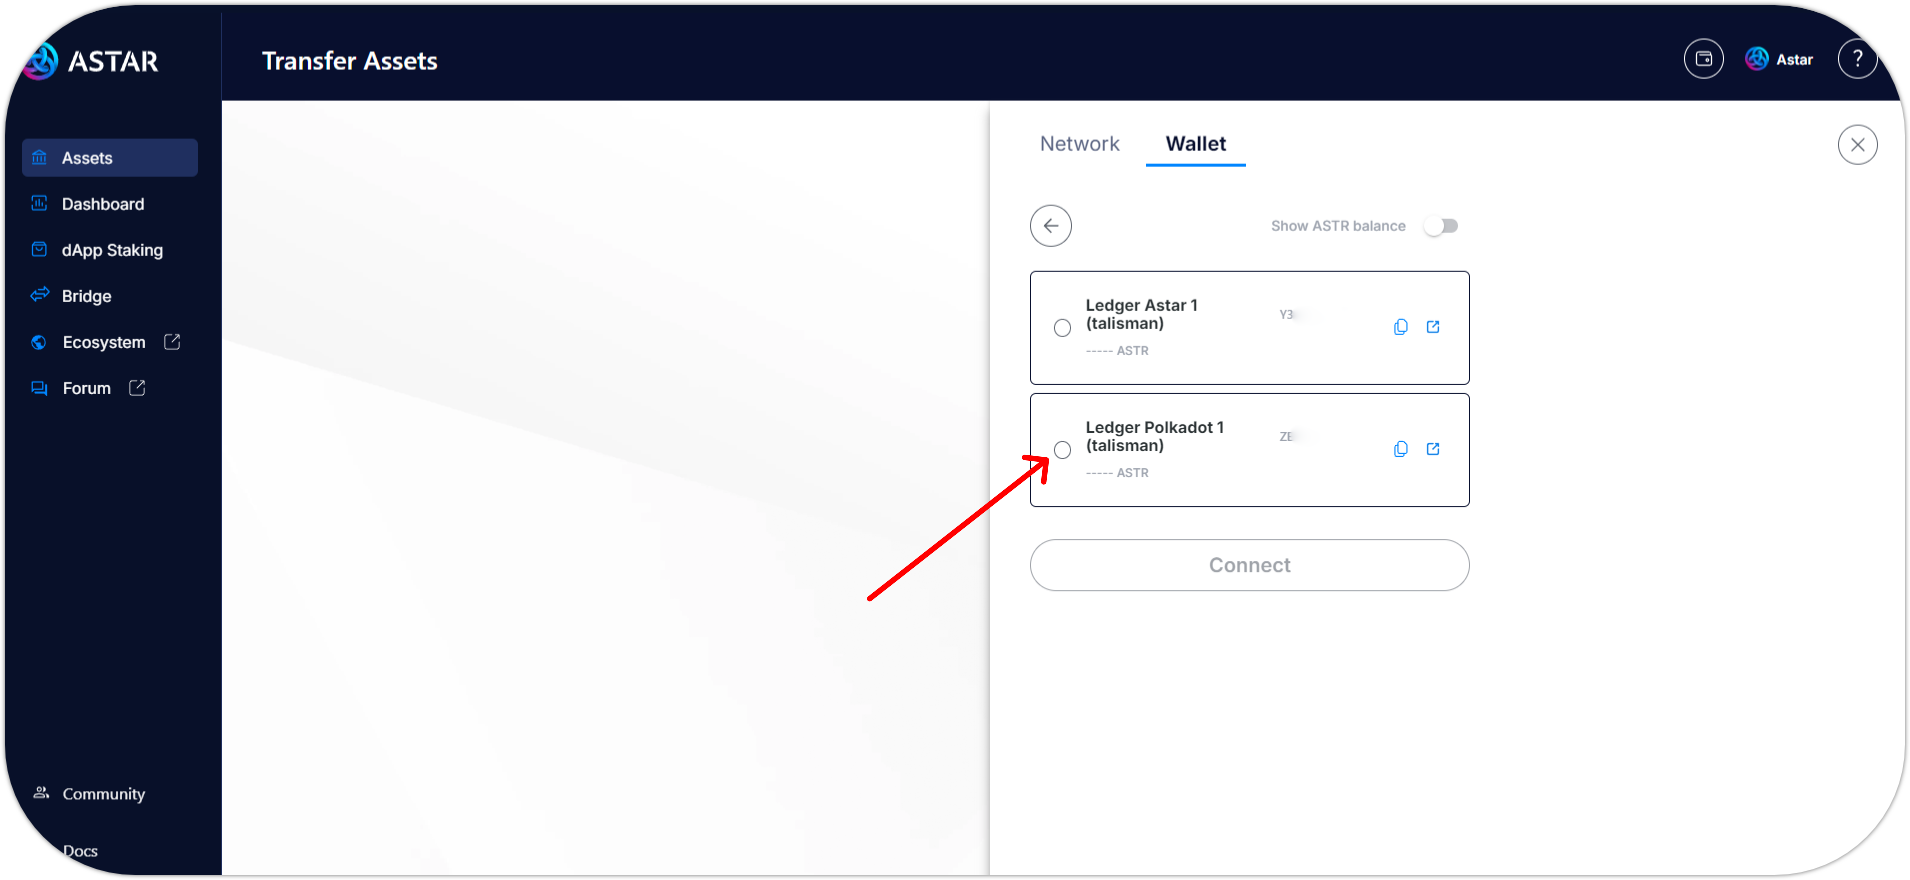 ASTAR
Transfer Assets
Astar
?
Assets
Dashboard
dApp Staking
Bridge
Ecosystem
Forum
Community
Docs
Network
Wallet
Show ASTR balance
Ledger Astar 1
(talisman)
Y3
----- ASTR
Ledger Polkadot 1
(talisman)
----- ASTR
Connect